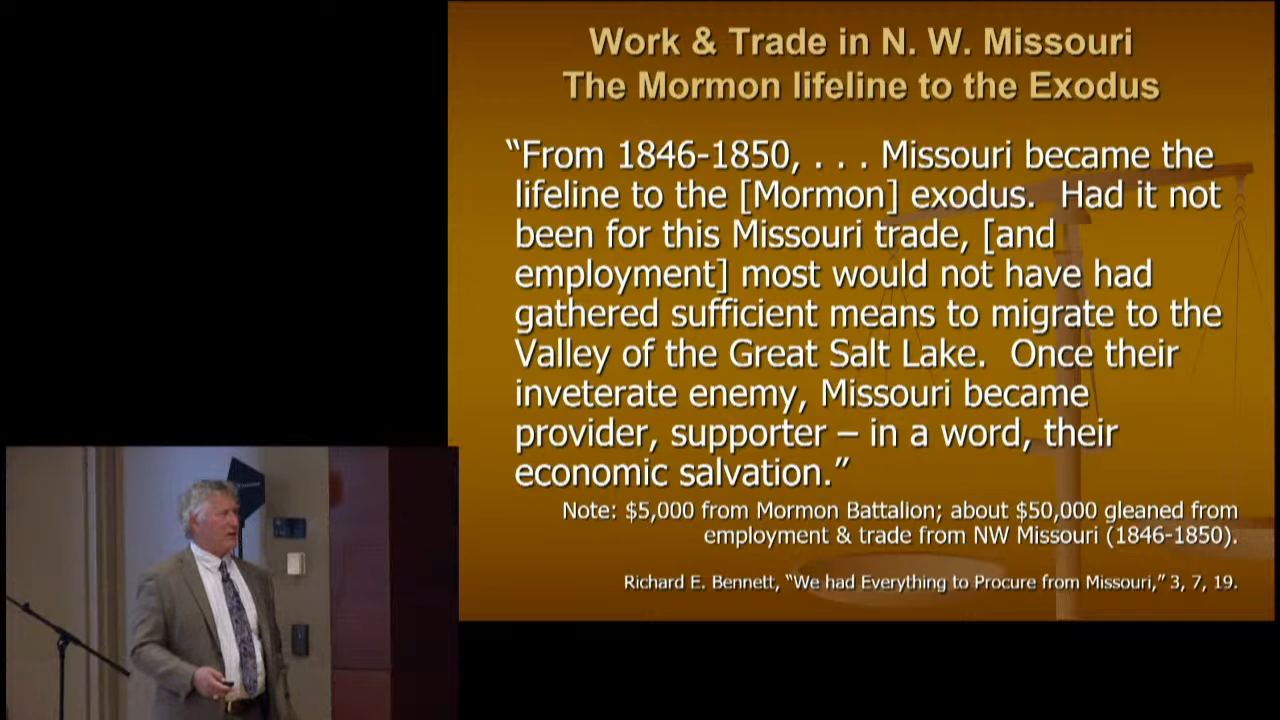 Work & Trade in N. W. Missouri
The Mormon lifeline to the Exodus
“From 1846-1850, . . . Missouri became the
lifeline to the [Mormon] exodus.  Had it not
been for this Missouri trade, [and
employment] most would not have had
gathered sufficient means to migrate to the
Valley of the Great Salt Lake.  Once their
inveterate enemy, Missouri became
provider, supporter – in a word, their
economic salvation.”
Note: $5,000 from Mormon Battalion; about $50,000 gleaned from
employment & trade from NW Missouri (1846-1850).
Richard E. Bennett, “We had Everything to Procure from Missouri,” 3, 7, 19.